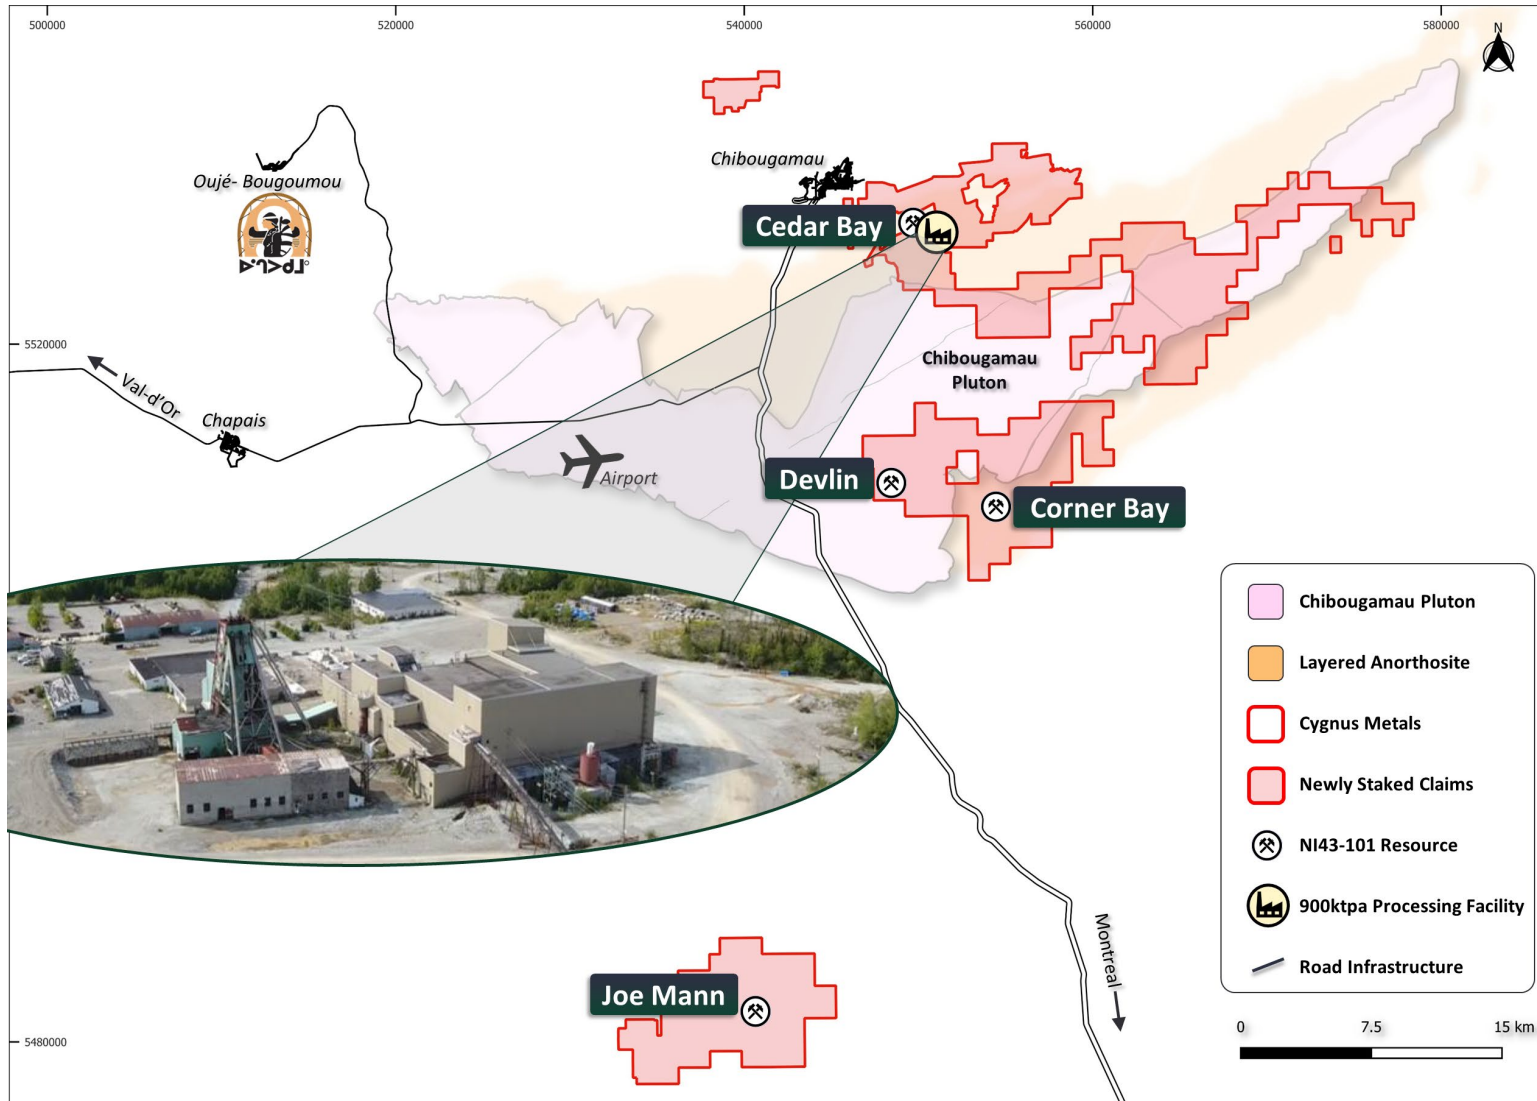 500000
520000
540000
560000
580000
N
Chibougamau
Oujé- Bougoumou
ᐆᒉᐳᑯᒨ
Cedar Bay
5520000
Chibougamau
Pluton
Val-d'Or
Chapais
Airport
Devlin
Corner Bay
Chibougamau Pluton
Layered Anorthosite
Cygnus Metals
Newly Staked Claims
NI43-101 Resource
900ktpa Processing Facility
Road Infrastructure
Montreal
Joe Mann
5480000
0
7.5
15 km